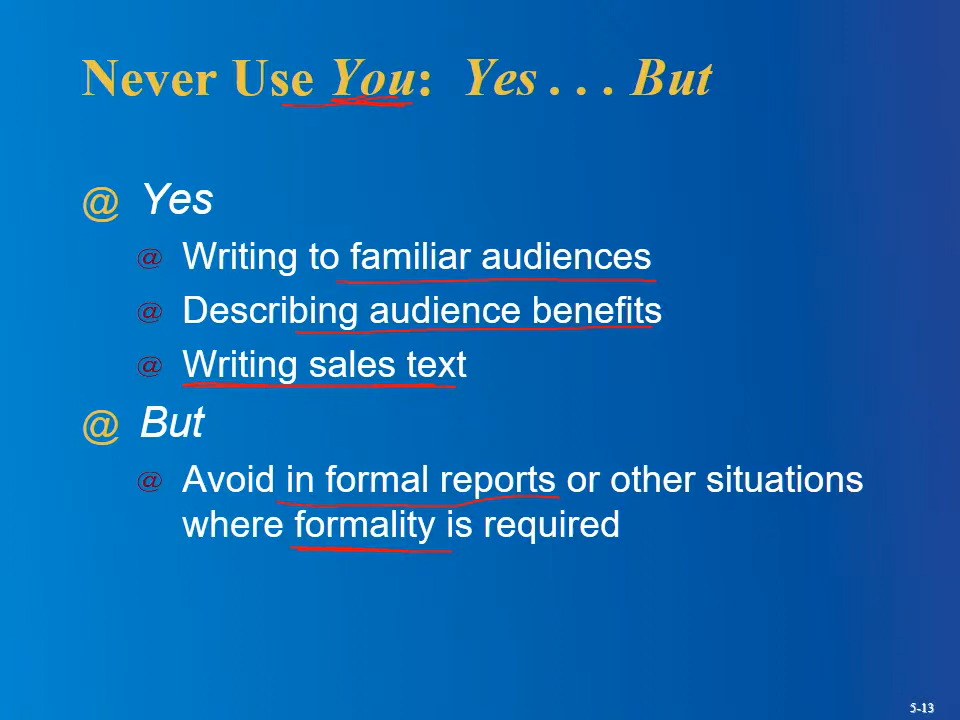 Never Use You: Yes . . . But
@ Yes
@ Writing to familiar audiences
@ Describing audience benefits
@ Writing sales text
@ But
@ Avoid in formal reports or other situations
where formality is required
5-13